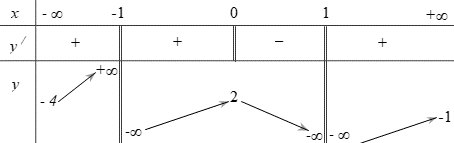 x - ∞ -1 0 1 +∞
y′ + + − +
y - 4 +∞ -∞ 2 -∞ - ∞ -1